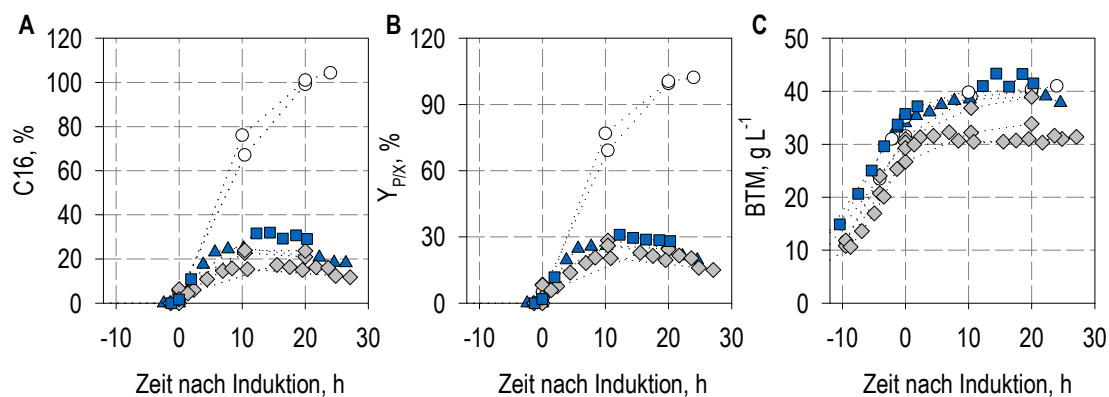 A
C16, %
120
100
80
60
40
20
0
-10 0 10 20 30
Zeit nach Induktion, h
B
Y_{P/X}, %
120
90
60
30
0
-10 0 10 20 30
Zeit nach Induktion, h
C
BTM, g L^{-1}
50
40
30
20
10
0
-10 0 10 20 30
Zeit nach Induktion, h